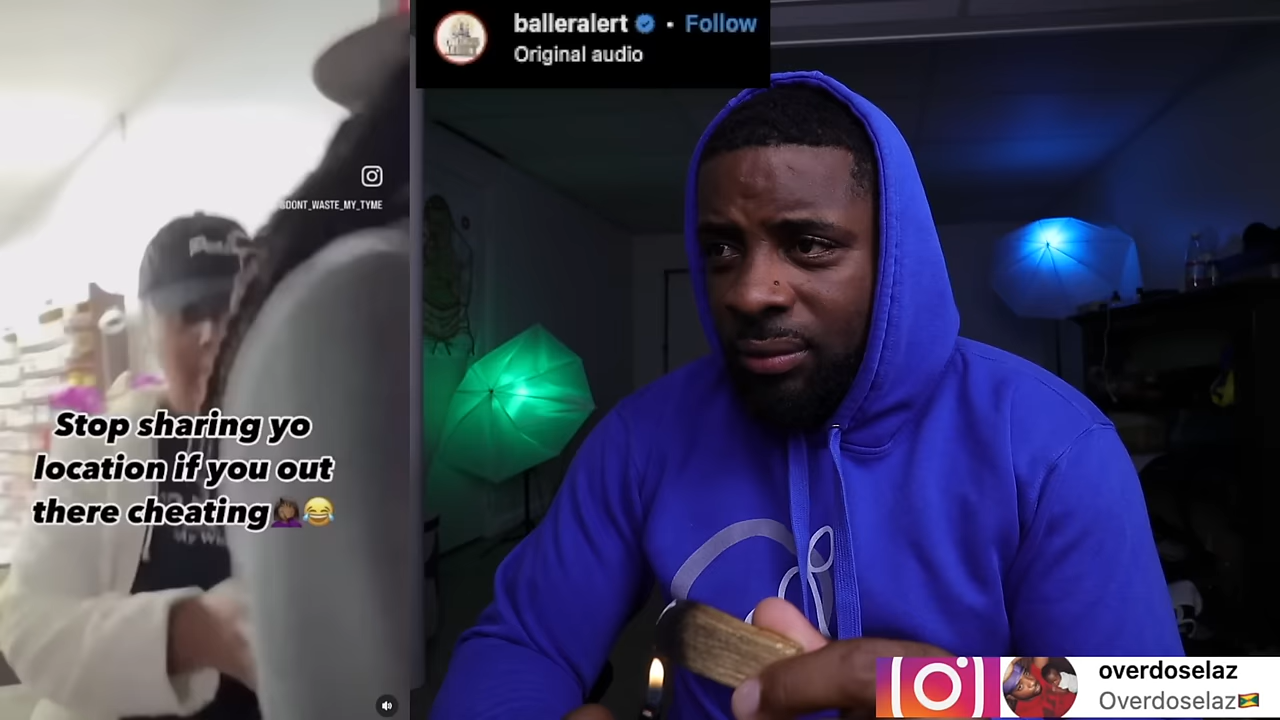 balleralert
Follow
Original audio
DONT_WASTE_MY_TYME
Stop sharing yo
location if you out
there cheating🤦🏾‍♀️😂
overdoselaz
Overdoselaz🇬🇩